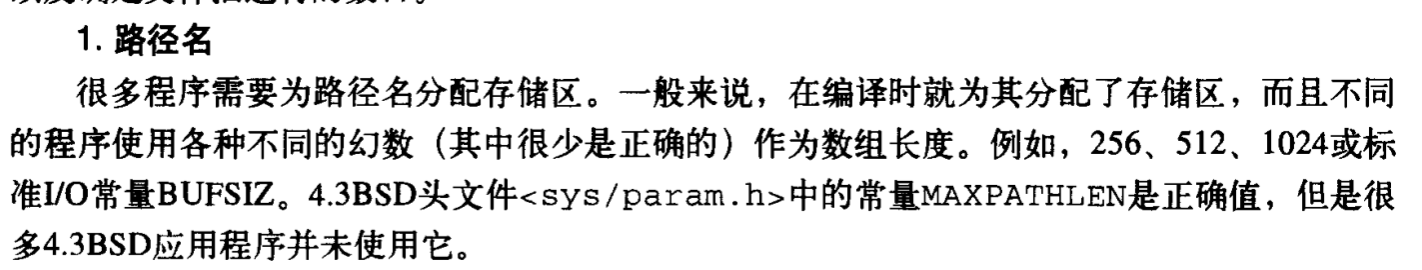 1. 路径名
很多程序需要为路径名分配存储区。一般来说，在编译时就为其分配了存储区，而且不同
的程序使用各种不同的幻数（其中很少是正确的）作为数组长度。例如，256、512、1024或标
准I/O常量BUFSIZ。4.3BSD头文件<sys/param.h>中的常量MAXPATHLEN是正确值，但是很
多4.3BSD应用程序并未使用它。